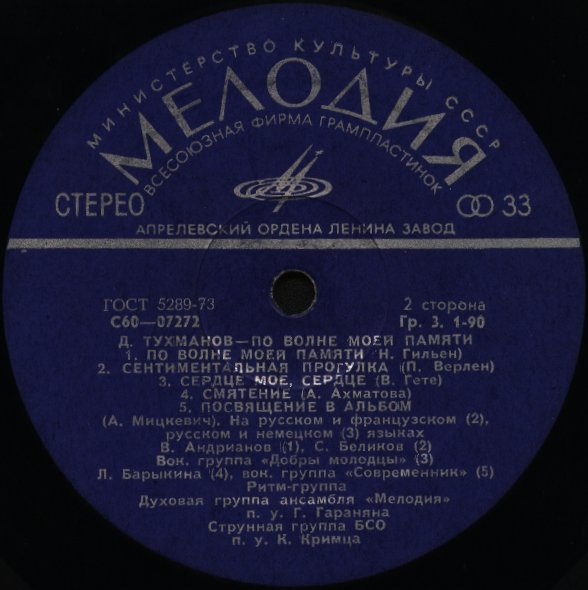 МИНИСТЕРСТВО КУЛЬТУРЫ СССР
МЕЛОДИЯ
ВСЕСОЮЗНАЯ ФИРМА ГРАМПЛАСТИНОК
СТЕРЕО
33
АПРЕЛЕВСКИЙ ОРДЕНА ЛЕНИНА ЗАВОД
ГОСТ 5289-73 2 сторона
С60—07272 Гр. 3. 1-90
Д. ТУХМАНОВ—ПО ВОЛНЕ МОЕЙ ПАМЯТИ
1. ПО ВОЛНЕ МОЕЙ ПАМЯТИ (Н. Гильен)
2. СЕНТИМЕНТАЛЬНАЯ ПРОГУЛКА (П. Верлен)
3. СЕРДЦЕ МОЕ, СЕРДЦЕ (В. Гете)
4. СМЯТЕНИЕ (А. Ахматова)
5. ПОСВЯЩЕНИЕ В АЛЬБОМ
(А. Мицкевич). На русском и французском (2),
русском и немецком (3) языках
В. Андрианов (1), С. Беликов (2)
Вок. группа «Добры молодцы» (3)
Л. Барыкина (4), вок. группа «Современник» (5)
Ритм-группа
Духовая группа ансамбля «Мелодия»
п. у. Г. Гараняна
Струнная группа БСО
п. у. К. Кримца